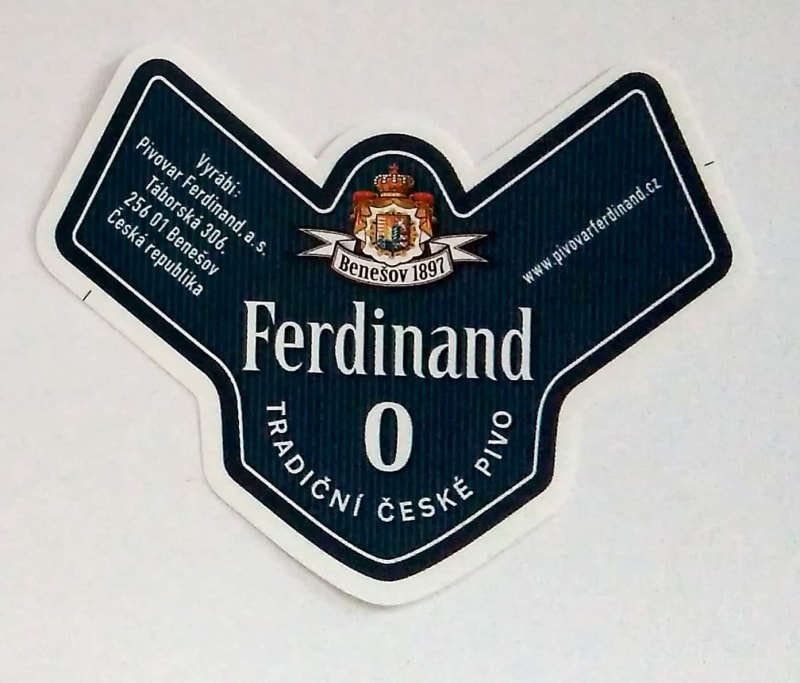 Vyrábí:
Pivovar Ferdinand, a.s.
Táborská 306,
256 01 Benešov
Česká republika
Benešov 1897
www.pivovarferdinand.cz
Ferdinand
0
TRADIČNÍ ČESKÉ PIVO